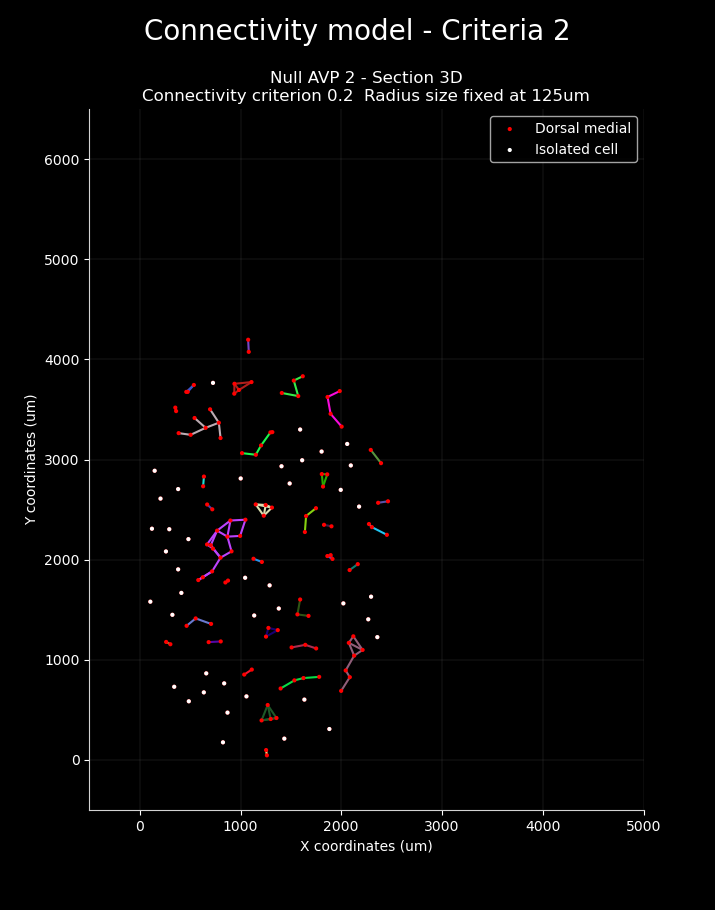 Connectivity model - Criteria 2
Null AVP 2 - Section 3D
Connectivity criterion 0.2  Radius size fixed at 125um
Dorsal medial
Isolated cell
6000
5000
4000
3000
2000
1000
0
Y coordinates (um)
0 1000 2000 3000 4000 5000
X coordinates (um)